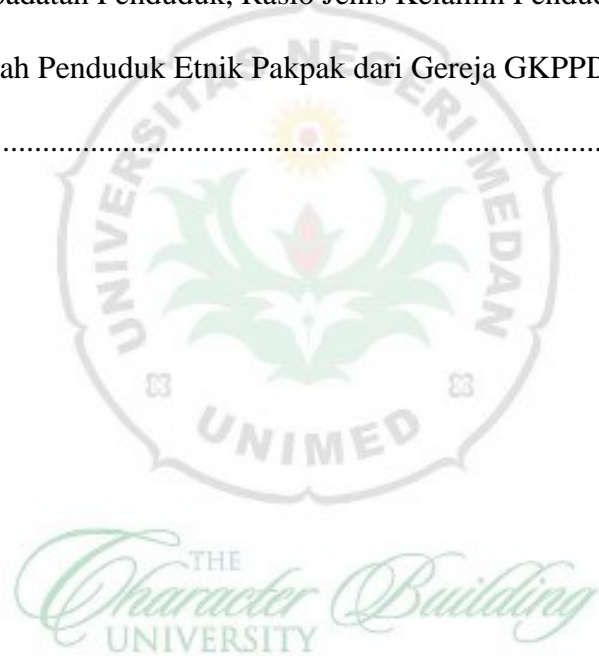 padatan Penduduk, Rasio Jenis Kelamin Pendud
ah Penduduk Etnik Pakpak dari Gereja GKPPD
........................................................................
UNIVERSITAS NEGERI MEDAN
UNIMED
THE
Character Building
UNIVERSITY